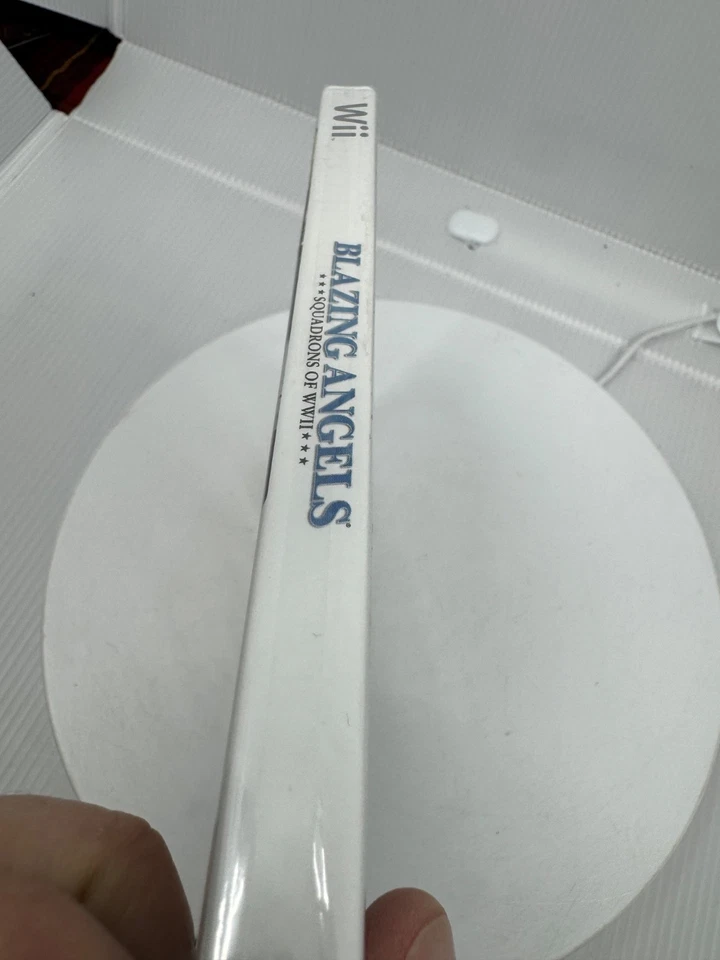 Wii
BLAZING ANGELS
★★★SQUADRONS OF WWII★★★